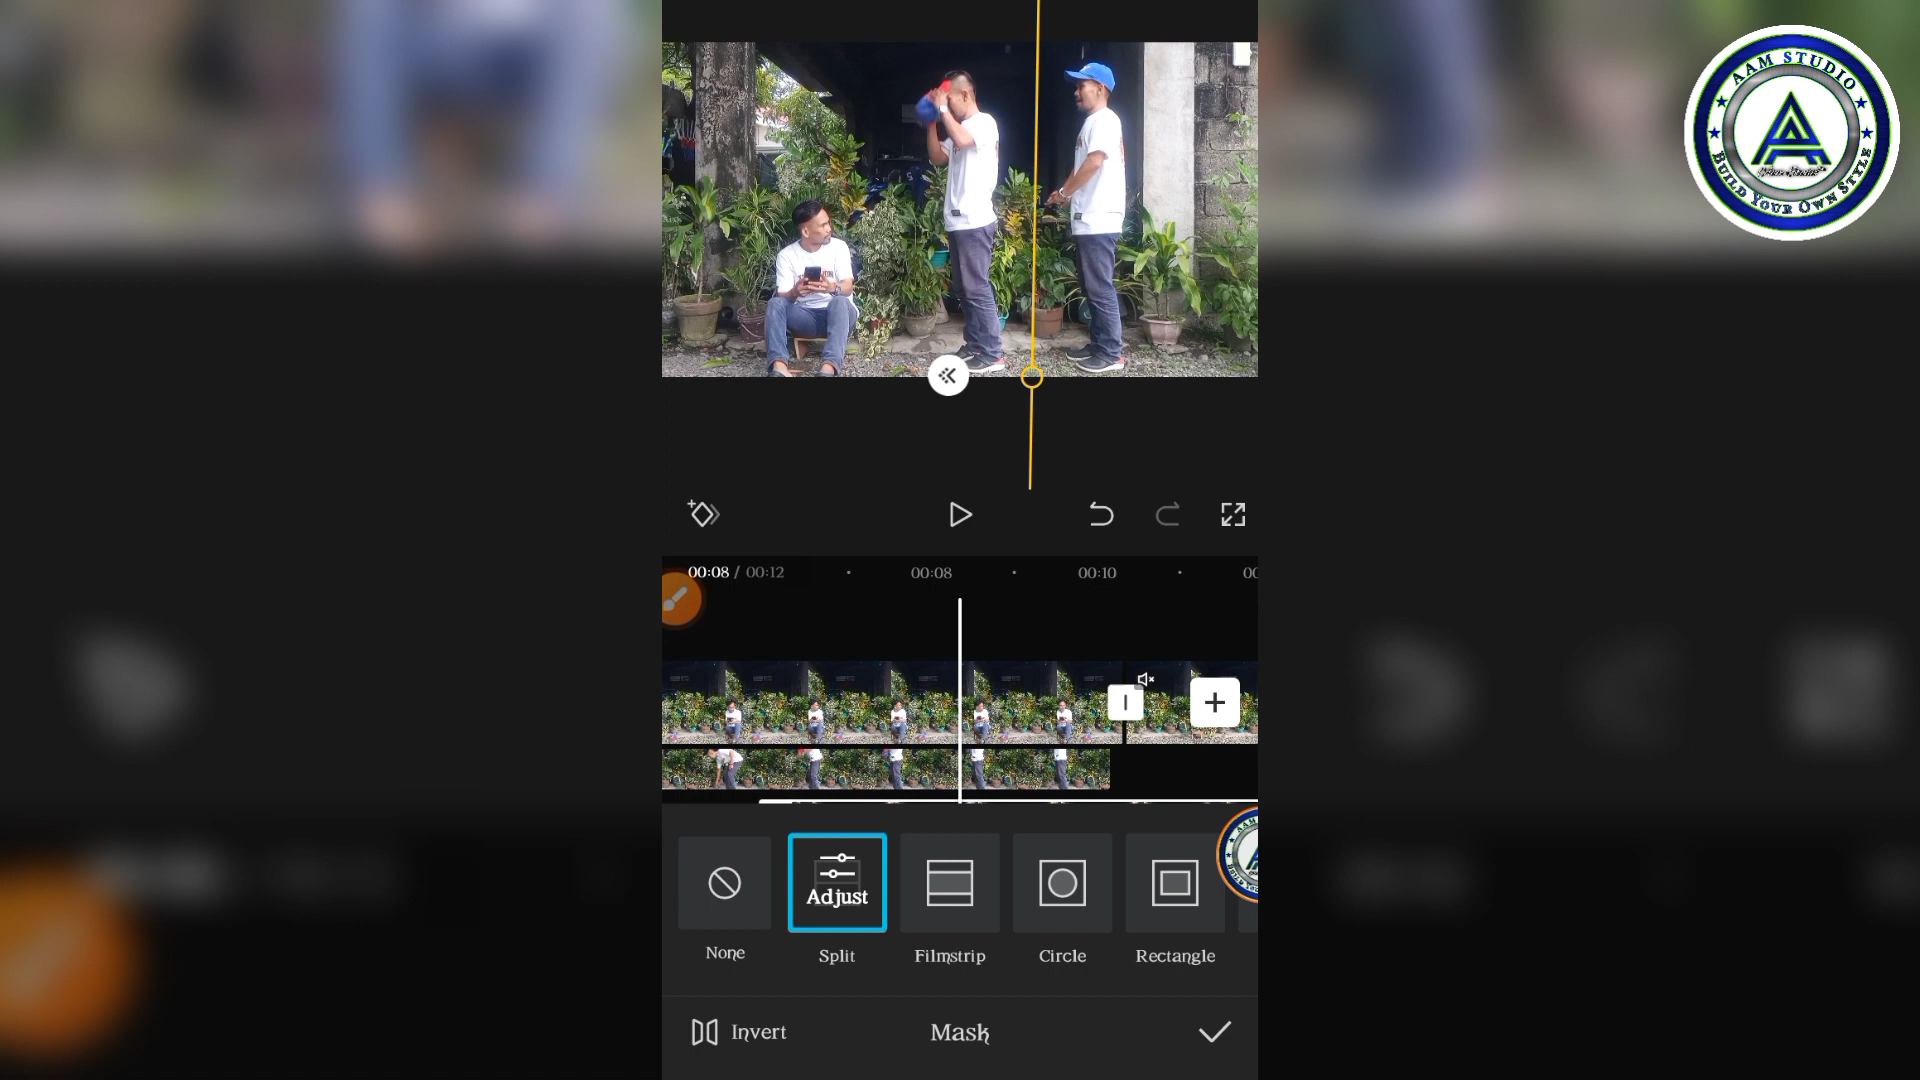 AAM STUDIO
BUILD YOUR OWN STYLE
00:08 / 00:12
00:08
00:10
Adjust
None
Split
Filmstrip
Circle
Rectangle
Invert
Mask